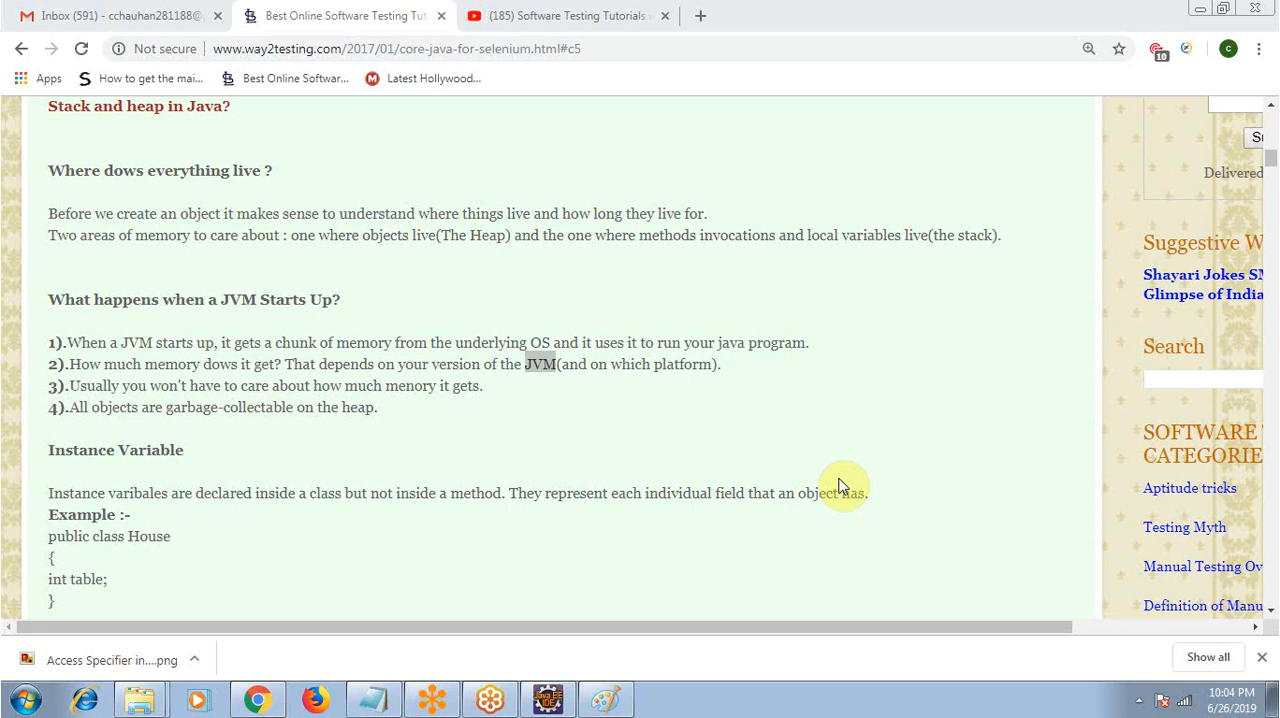 Inbox (591) - cchauhan281188@
Best Online Software Testing Tut
(185) Software Testing Tutorials
Not secure
www.way2testing.com/2017/01/core-java-for-selenium.html#c5
10
C
Apps
How to get the mai...
Best Online Softwar...
Latest Hollywood...
Stack and heap in Java?
Where dows everything live ?
Before we create an object it makes sense to understand where things live and how long they live for.
Two areas of memory to care about : one where objects live(The Heap) and the one where methods invocations and local variables live(the stack).
What happens when a JVM Starts Up?
1).When a JVM starts up, it gets a chunk of memory from the underlying OS and it uses it to run your java program.
2).How much memory dows it get? That depends on your version of the JVM(and on which platform).
3).Usually you won't have to care about how much menory it gets.
4).All objects are garbage-collectable on the heap.
Instance Variable
Instance varibales are declared inside a class but not inside a method. They represent each individual field that an object has.
Example :-
public class House
{
int table;
}
Su
Delivered
Suggestive W
Shayari Jokes SM
Glimpse of India
Search
SOFTWARE T
CATEGORIE
Aptitude tricks
Testing Myth
Manual Testing Ov
Definition of Manu
Access Specifier in....png
Show all
Java EE
IDE
10:04 PM
6/26/2019